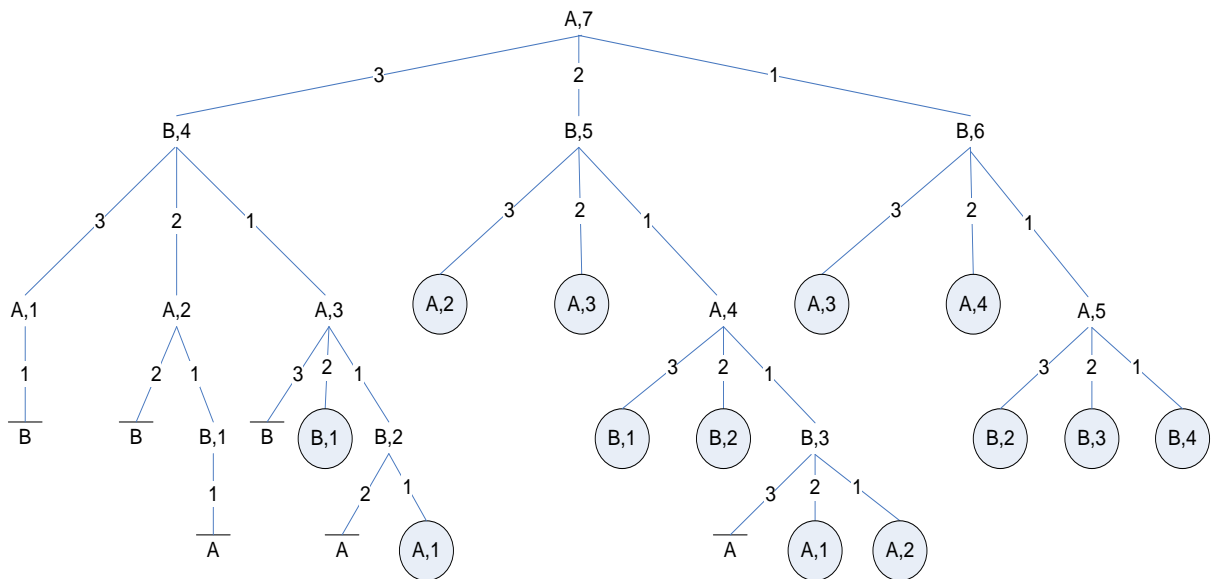 A,7
3 2 1
B,4 B,5 B,6
3 2 1 3 2 1 3 2 1
A,1 A,2 A,3 A,2 A,3 A,4 A,3 A,4 A,5
1 2 1 3 2 1 3 2 1 3 2 1
B B B,1 B B,1 B,2 B,1 B,2 B,3 B,2 B,3 B,4
1 2 1 3 2 1
A A A,1 A A,1 A,2